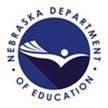 NEBRASKA DEPARTMENT
OF EDUCATION